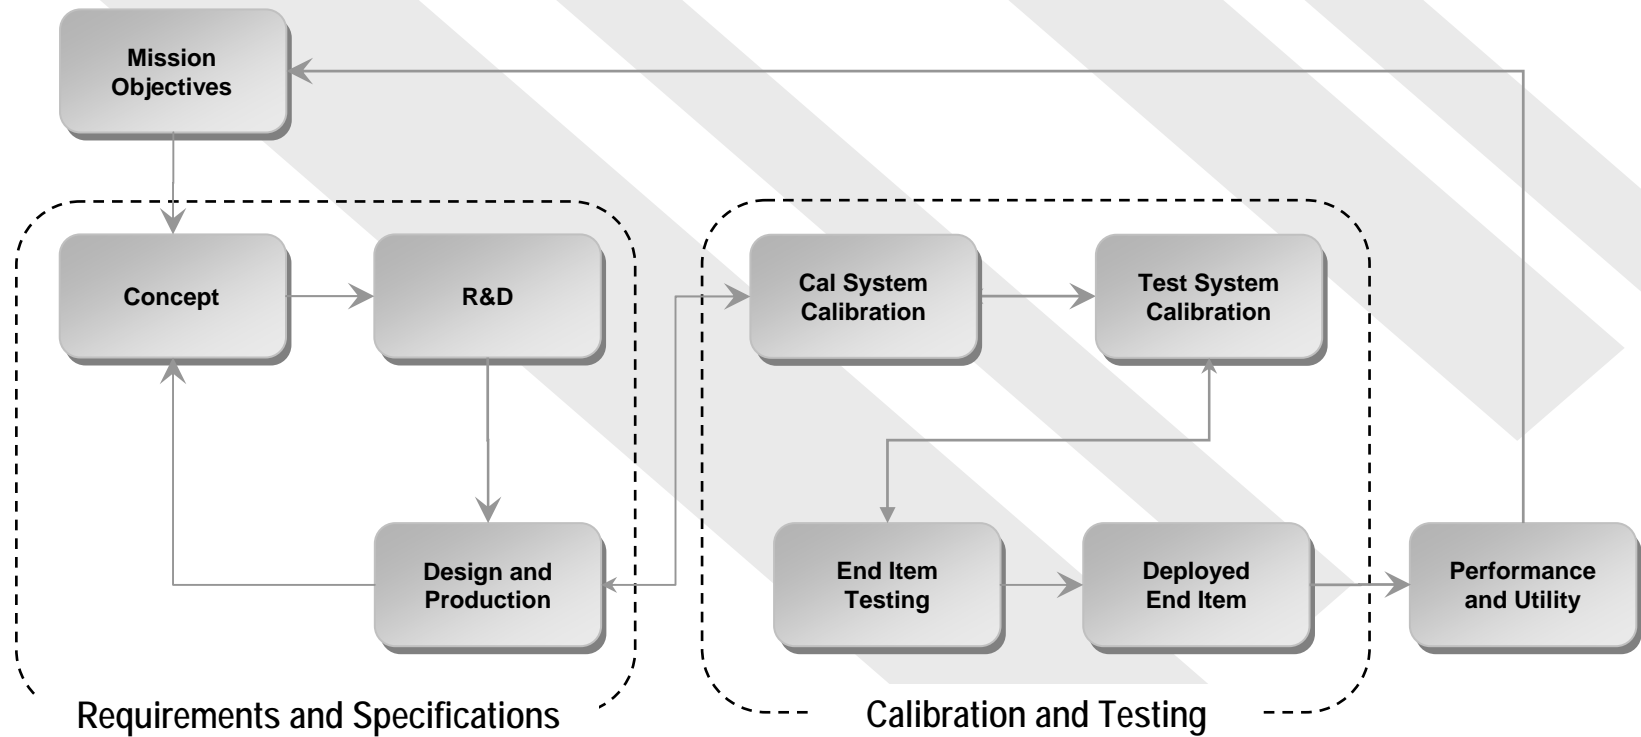 Mission
Objectives
Concept
R&D
Cal System
Calibration
Test System
Calibration
Design and
Production
End Item
Testing
Deployed
End Item
Performance
and Utility
Requirements and Specifications
Calibration and Testing